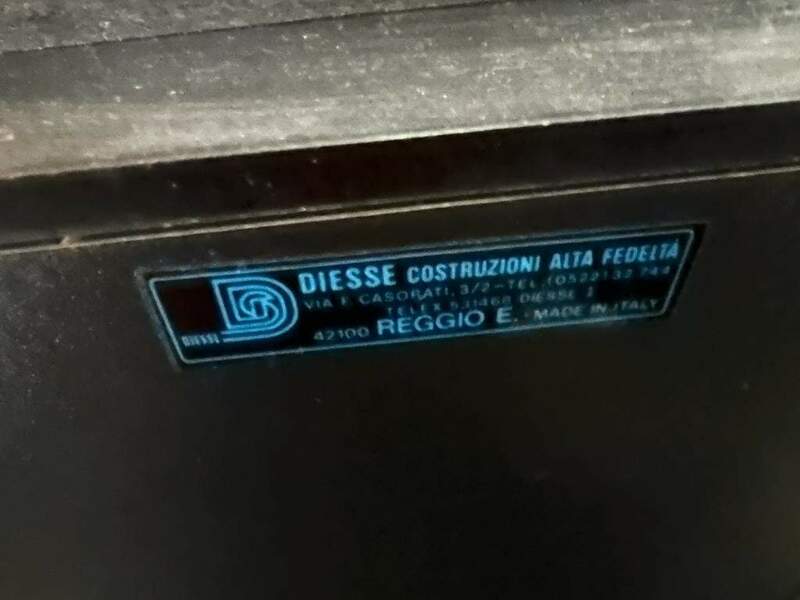 DIESSE COSTRUZIONI ALTA FEDELTÀ
VIA F. CASORATI, 3/2-TEL. (0522) 32 744
TELEX 531468 DIESSE I
42100 REGGIO E. - MADE IN ITALY
DIESSE